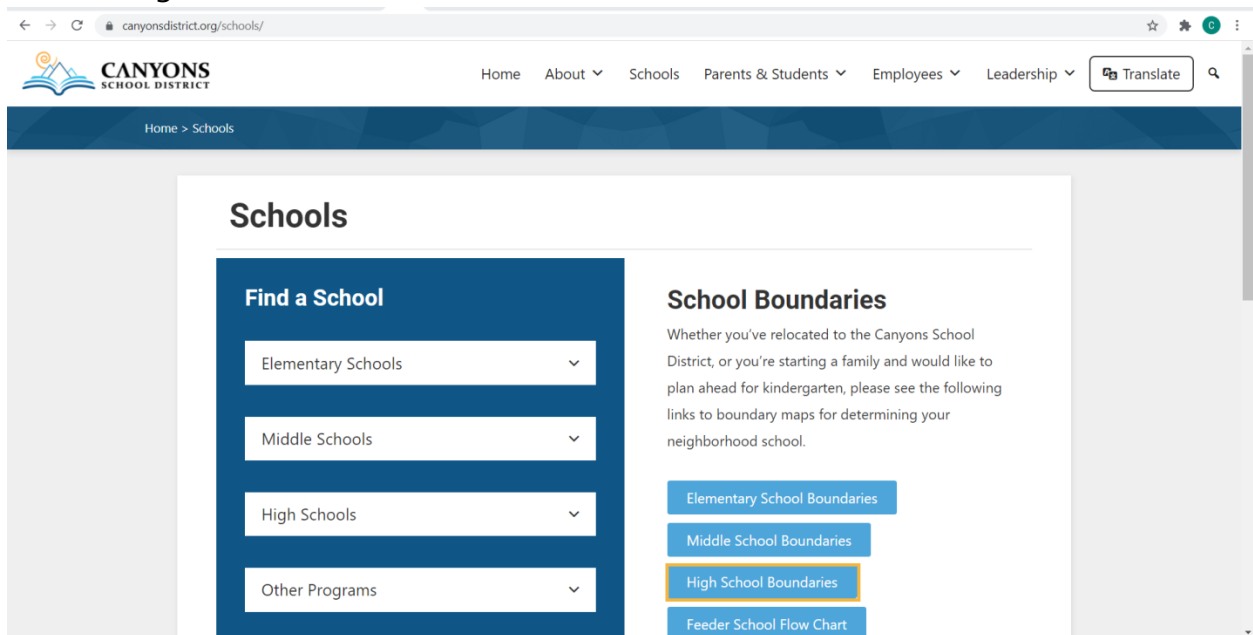 canyonsdistrict.org/schools/
C
CANYONS
SCHOOL DISTRICT
Home About Schools Parents & Students Employees Leadership Translate
Home > Schools
Schools
Find a School
Elementary Schools
Middle Schools
High Schools
Other Programs
School Boundaries
Whether you've relocated to the Canyons School
District, or you're starting a family and would like to
plan ahead for kindergarten, please see the following
links to boundary maps for determining your
neighborhood school.
Elementary School Boundaries
Middle School Boundaries
High School Boundaries
Feeder School Flow Chart